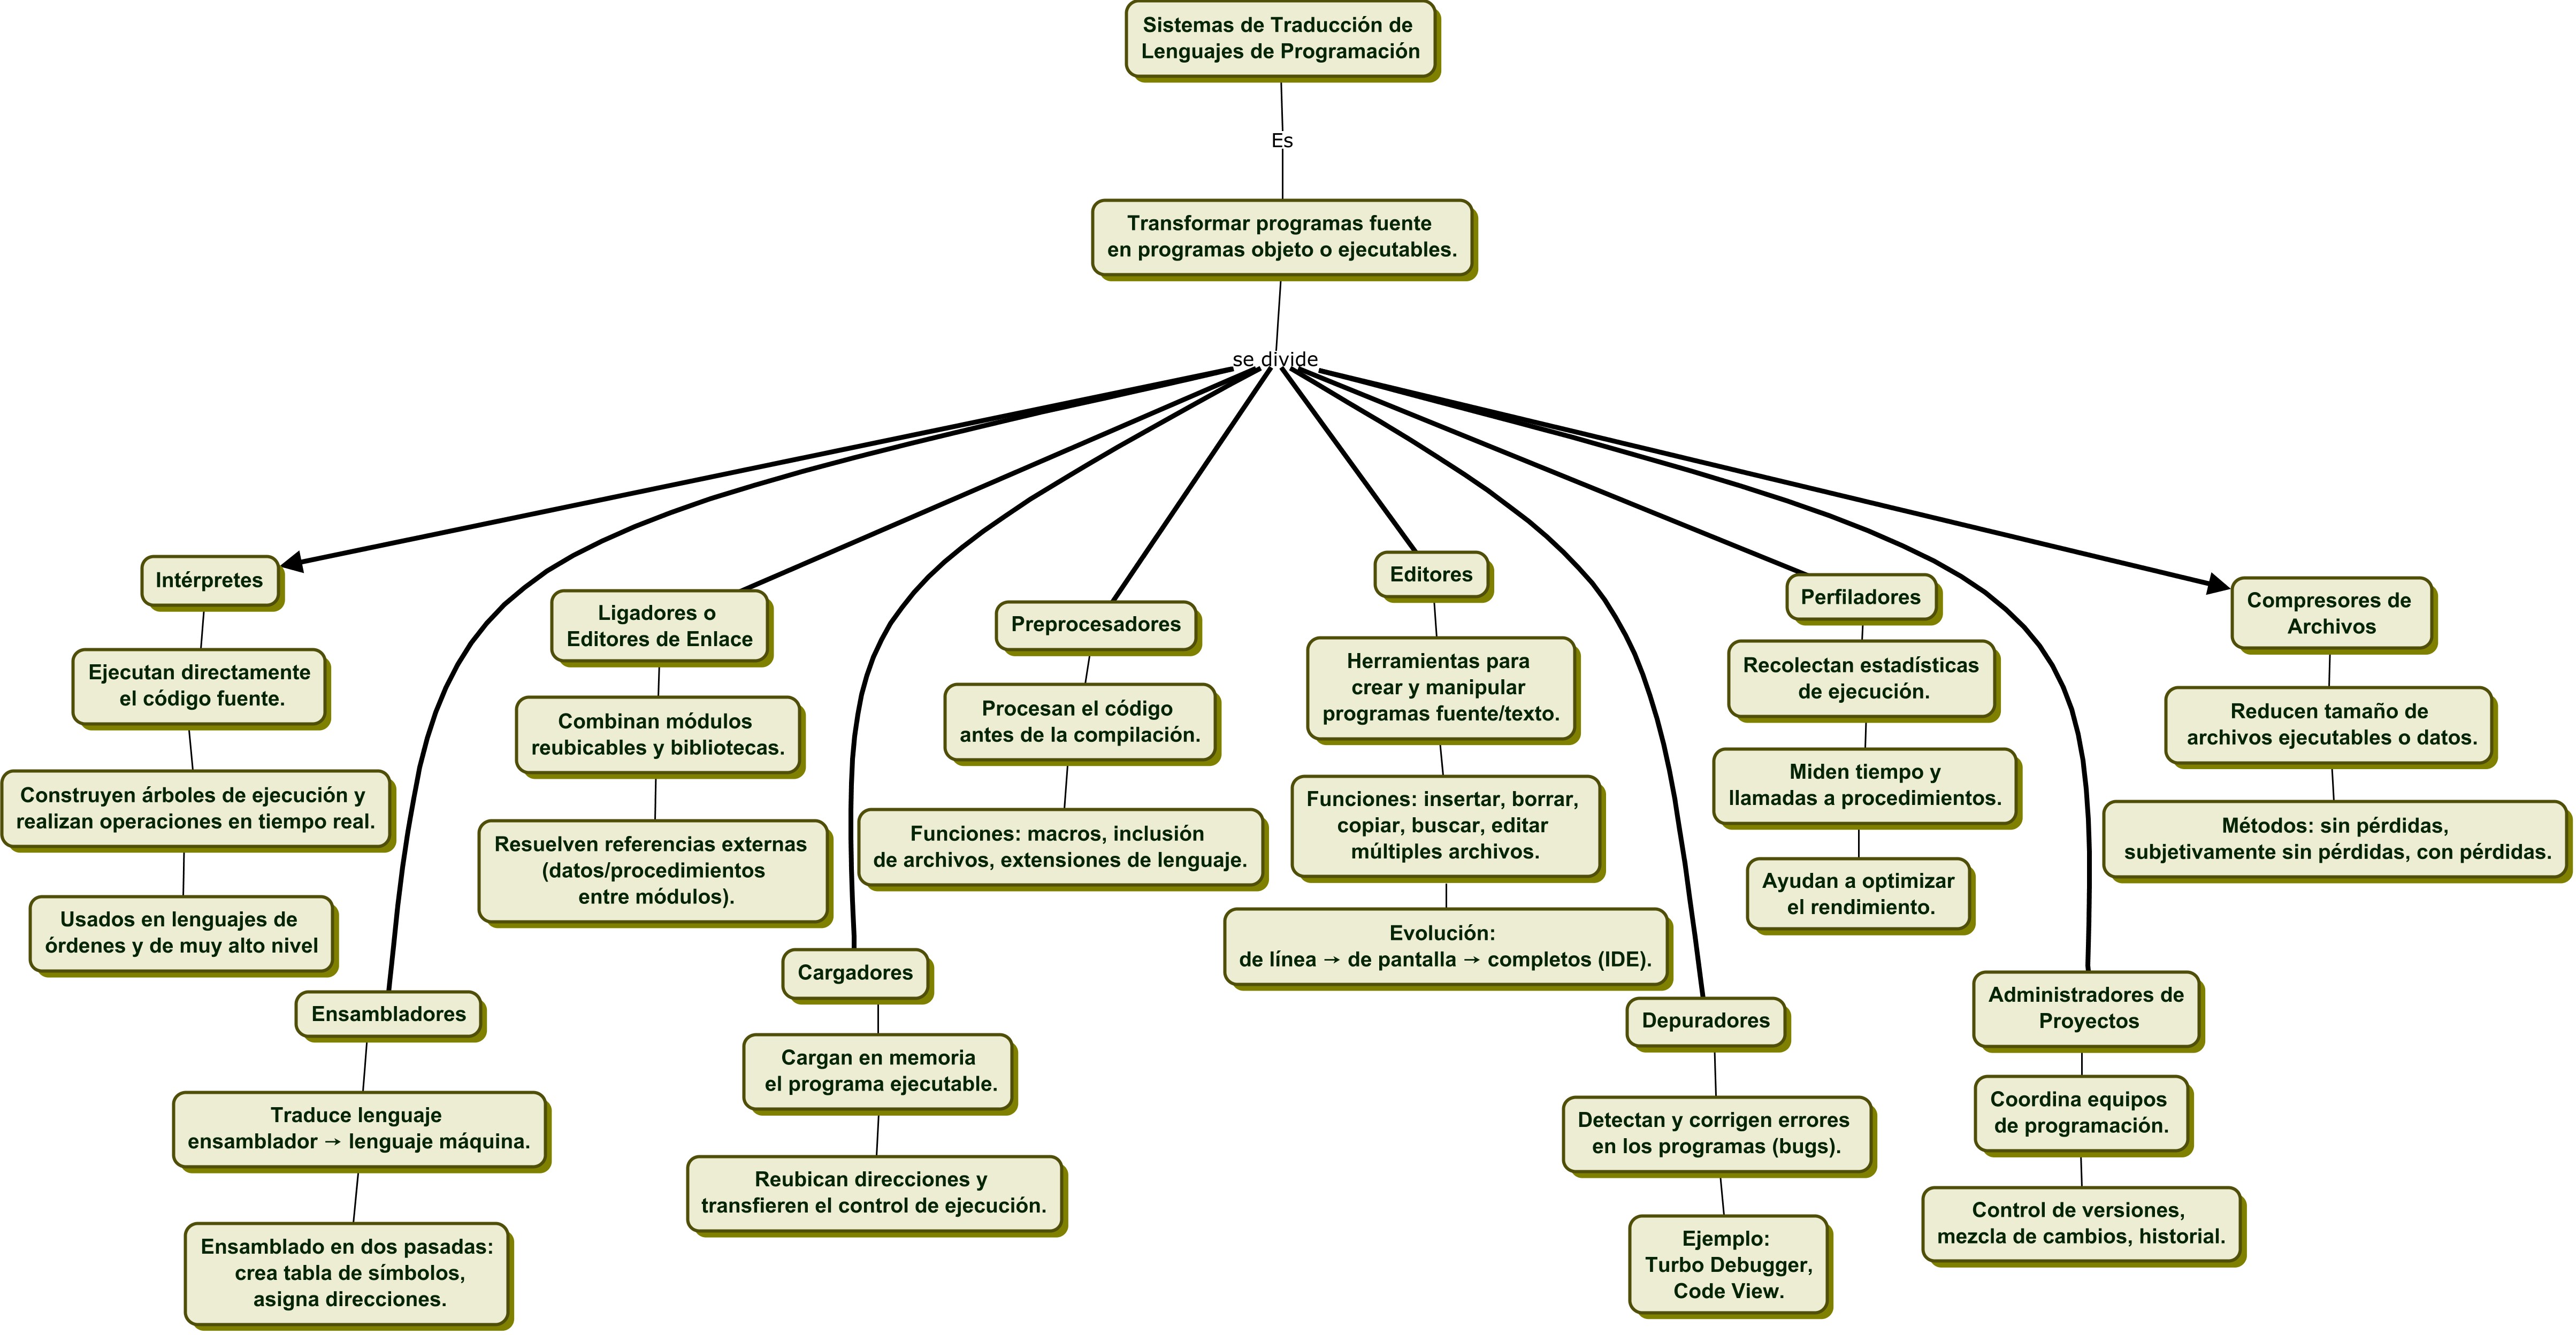 Sistemas de Traducción de
Lenguajes de Programación
Es
Transformar programas fuente
en programas objeto o ejecutables.
se divide
Intérpretes
Ejecutan directamente
el código fuente.
Construyen árboles de ejecución y
realizan operaciones en tiempo real.
Usados en lenguajes de
órdenes y de muy alto nivel
Ensambladores
Traduce lenguaje
ensamblador → lenguaje máquina.
Ensamblado en dos pasadas:
crea tabla de símbolos,
asigna direcciones.
Ligadores o
Editores de Enlace
Combinan módulos
reubicables y bibliotecas.
Resuelven referencias externas
(datos/procedimientos
entre módulos).
Cargadores
Cargan en memoria
el programa ejecutable.
Reubican direcciones y
transfieren el control de ejecución.
Preprocesadores
Procesan el código
antes de la compilación.
Funciones: macros, inclusión
de archivos, extensiones de lenguaje.
Editores
Herramientas para
crear y manipular
programas fuente/texto.
Funciones: insertar, borrar,
copiar, buscar, editar
múltiples archivos.
Evolución:
de línea → de pantalla → completos (IDE).
Depuradores
Detectan y corrigen errores
en los programas (bugs).
Ejemplo:
Turbo Debugger,
Code View.
Perfiladores
Recolectan estadísticas
de ejecución.
Miden tiempo y
llamadas a procedimientos.
Ayudan a optimizar
el rendimiento.
Administradores de
Proyectos
Coordina equipos
de programación.
Control de versiones,
mezcla de cambios, historial.
Compresores de
Archivos
Reducen tamaño de
archivos ejecutables o datos.
Métodos: sin pérdidas,
subjetivamente sin pérdidas, con pérdidas.